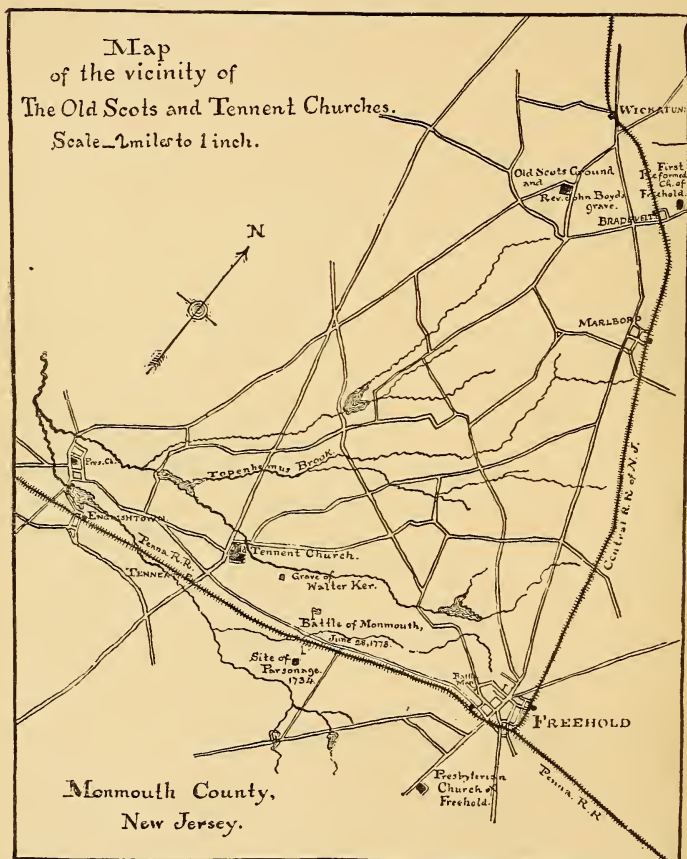 Map
of the vicinity of
The Old Scots and Tennent Churches.
Scale_2 miles to 1 inch.
N
WICKATUN
Old Scots Ground
and
Rev. John Boyd's
grave.
First
Reformed
Ch. of
Freehold.
BRADEVELT
MARLBORO
Central R.R. of N.J.
Topenhemus Brook.
Pres. Ch.
ENGLISHTOWN
Penna R.R.
TENNENT
Old Tennent Church.
Grave of
Walter Ker.
Battle of Monmouth,
June 28, 1778.
Site of
Parsonage.
1734.
Battle
Mon.
FREEHOLD
Presbyterian
Church of
Freehold.
Penna. R.R
Monmouth County,
New Jersey.